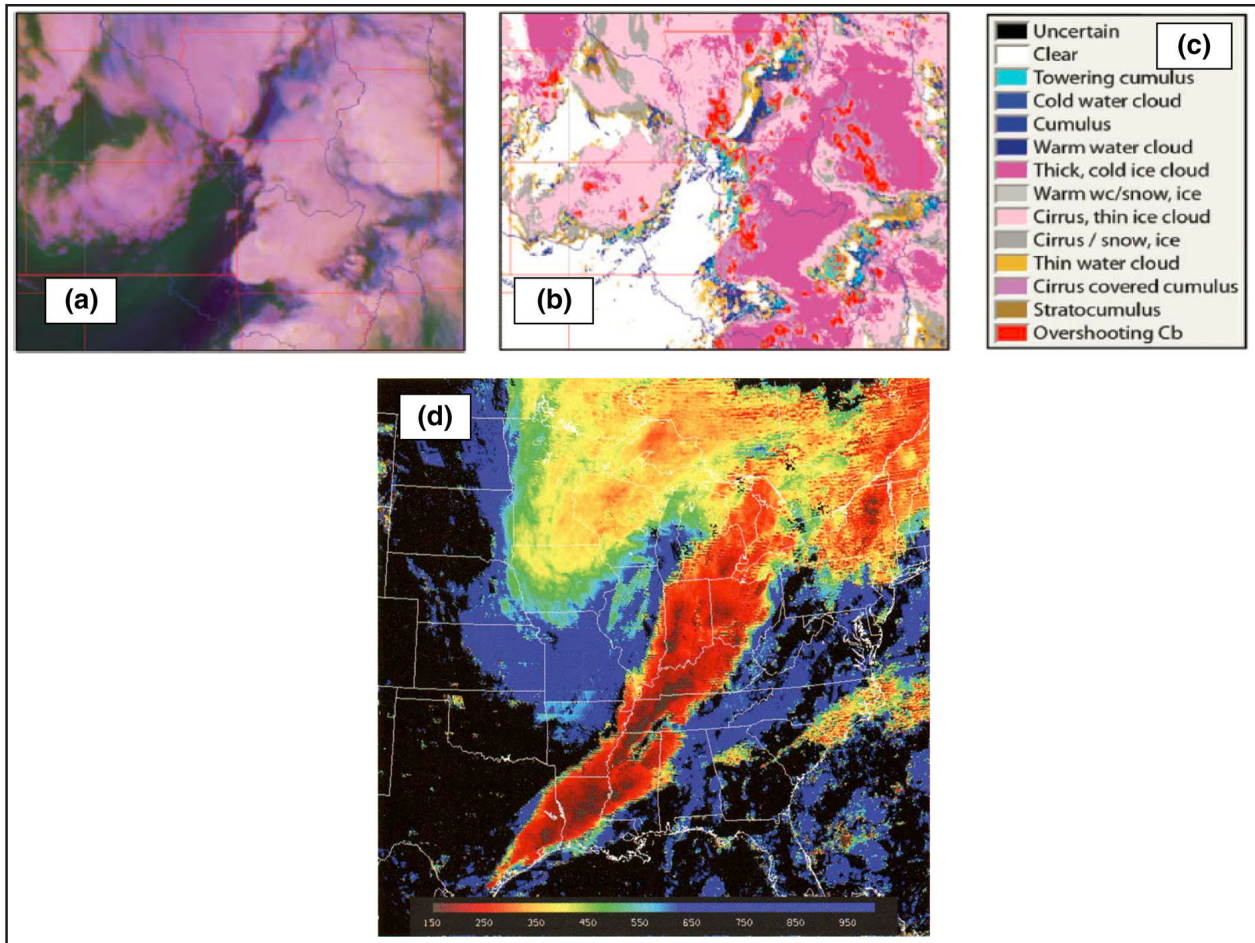 (a)
(b)
(c)
Uncertain
Clear
Towering cumulus
Cold water cloud
Cumulus
Warm water cloud
Thick, cold ice cloud
Warm wc/snow, ice
Cirrus, thin ice cloud
Cirrus / snow, ice
Thin water cloud
Cirrus covered cumulus
Stratocumulus
Overshooting Cb
(d)
150 250 350 450 550 650 750 850 950